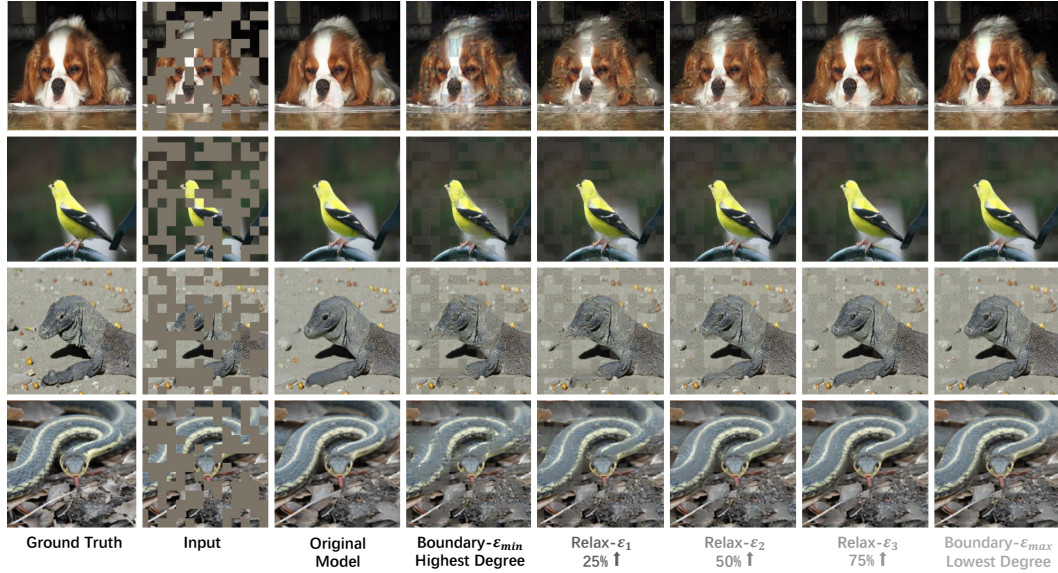 Ground Truth
Input
Original
Model
Boundary-εmin
Highest Degree
Relax-ε1
25% ⬆
Relax-ε2
50% ⬆
Relax-ε3
75% ⬆
Boundary-εmax
Lowest Degree